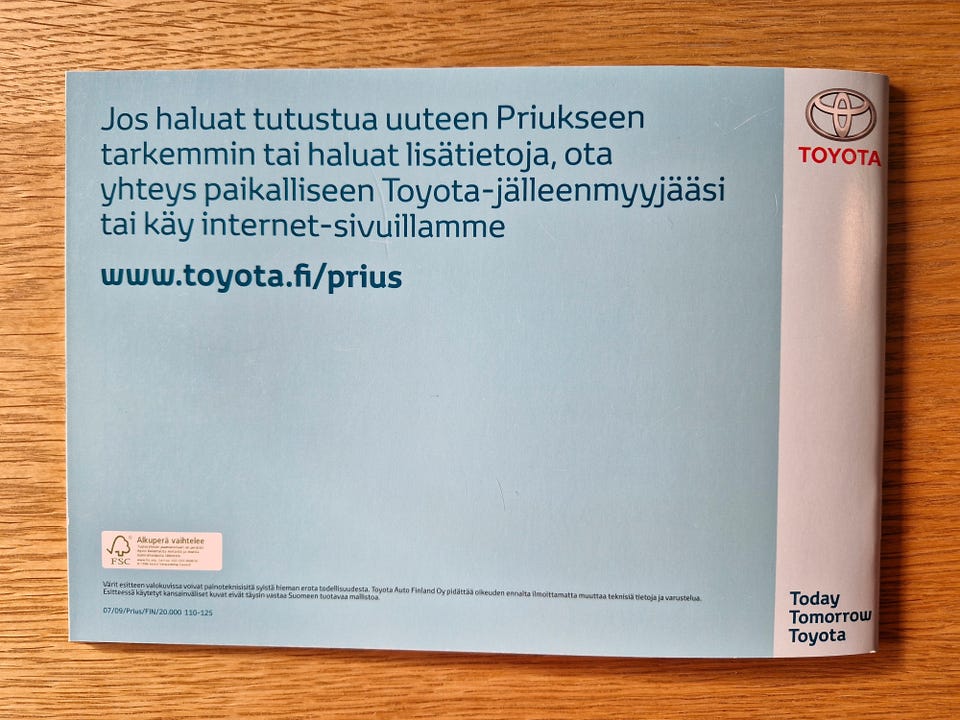 Jos haluat tutustua uuteen Priukseen
tarkemmin tai haluat lisätietoja, ota
yhteys paikalliseen Toyota-jälleenmyyjääsi
tai käy internet-sivuillamme
www.toyota.fi/prius
TOYOTA
Alkuperä vaihtelee
FSC
Värit esitteen valokuvissa voivat painoteknisistä syistä hieman erota todellisuudesta. Toyota Auto Finland Oy pidättää oikeuden ennalta ilmoittamatta muuttaa teknisiä tietoja ja varustelua.
Esitteessä käytetyt kansainväliset kuvat eivät täysin vastaa Suomeen tuotavaa mallistoa.
07/09/Prius/FIN/20.000 110-125
Today
Tomorrow
Toyota